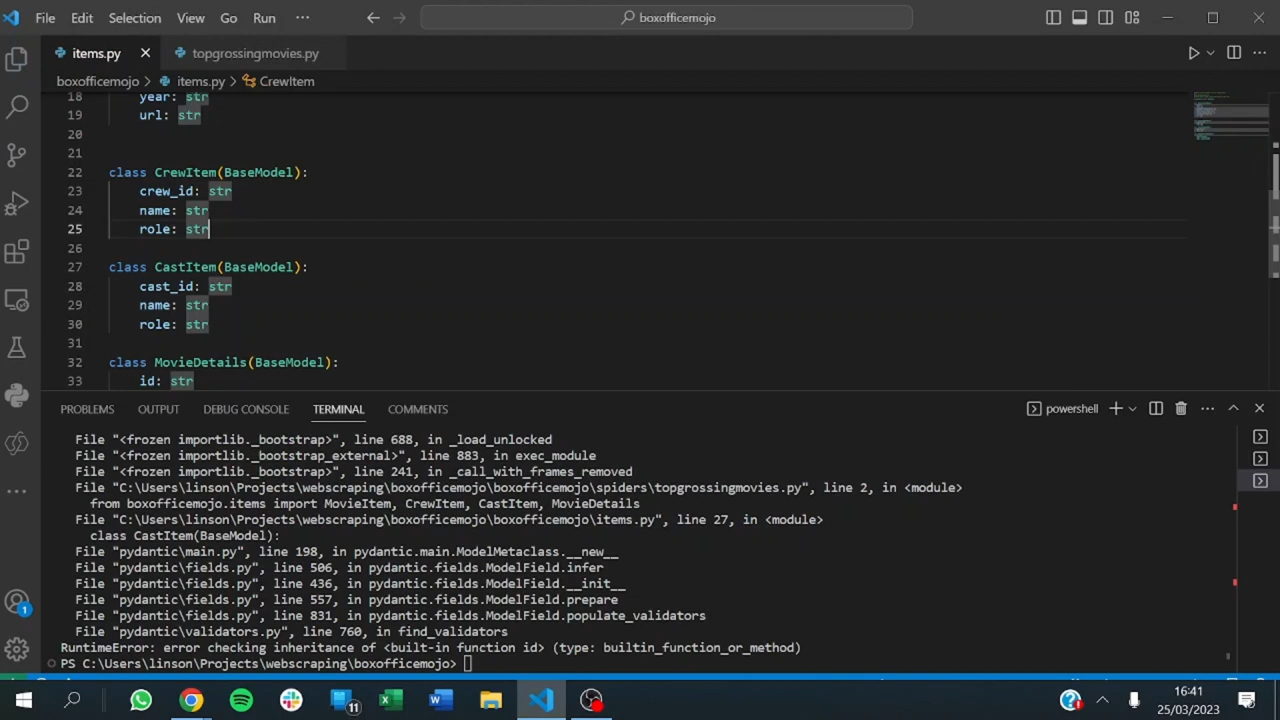 File Edit Selection View Go Run ··· boxofficemojo
items.py topgrossingmovies.py
boxofficemojo > items.py > CrewItem
18 year: str
19 url: str
20
21
22 class CrewItem(BaseModel):
23 crew_id: str
24 name: str
25 role: str
26
27 class CastItem(BaseModel):
28 cast_id: str
29 name: str
30 role: str
31
32 class MovieDetails(BaseModel):
33 id: str
PROBLEMS OUTPUT DEBUG CONSOLE TERMINAL COMMENTS powershell
File "<frozen importlib._bootstrap>", line 688, in _load_unlocked
File "<frozen importlib._bootstrap_external>", line 883, in exec_module
File "<frozen importlib._bootstrap>", line 241, in _call_with_frames_removed
File "C:\Users\linson\Projects\webscraping\boxofficemojo\boxofficemojo\spiders\topgrossingmovies.py", line 2, in <module>
from boxofficemojo.items import MovieItem, CrewItem, CastItem, MovieDetails
File "C:\Users\linson\Projects\webscraping\boxofficemojo\boxofficemojo\items.py", line 27, in <module>
class CastItem(BaseModel):
File "pydantic\main.py", line 198, in pydantic.main.ModelMetaclass.__new__
File "pydantic\fields.py", line 506, in pydantic.fields.ModelField.infer
File "pydantic\fields.py", line 436, in pydantic.fields.ModelField.__init__
File "pydantic\fields.py", line 557, in pydantic.fields.ModelField.prepare
File "pydantic\fields.py", line 831, in pydantic.fields.ModelField.populate_validators
File "pydantic\validators.py", line 760, in find_validators
RuntimeError: error checking inheritance of <built-in function id> (type: builtin_function_or_method)
PS C:\Users\linson\Projects\webscraping\boxofficemojo>
1
11
16:41
25/03/2023